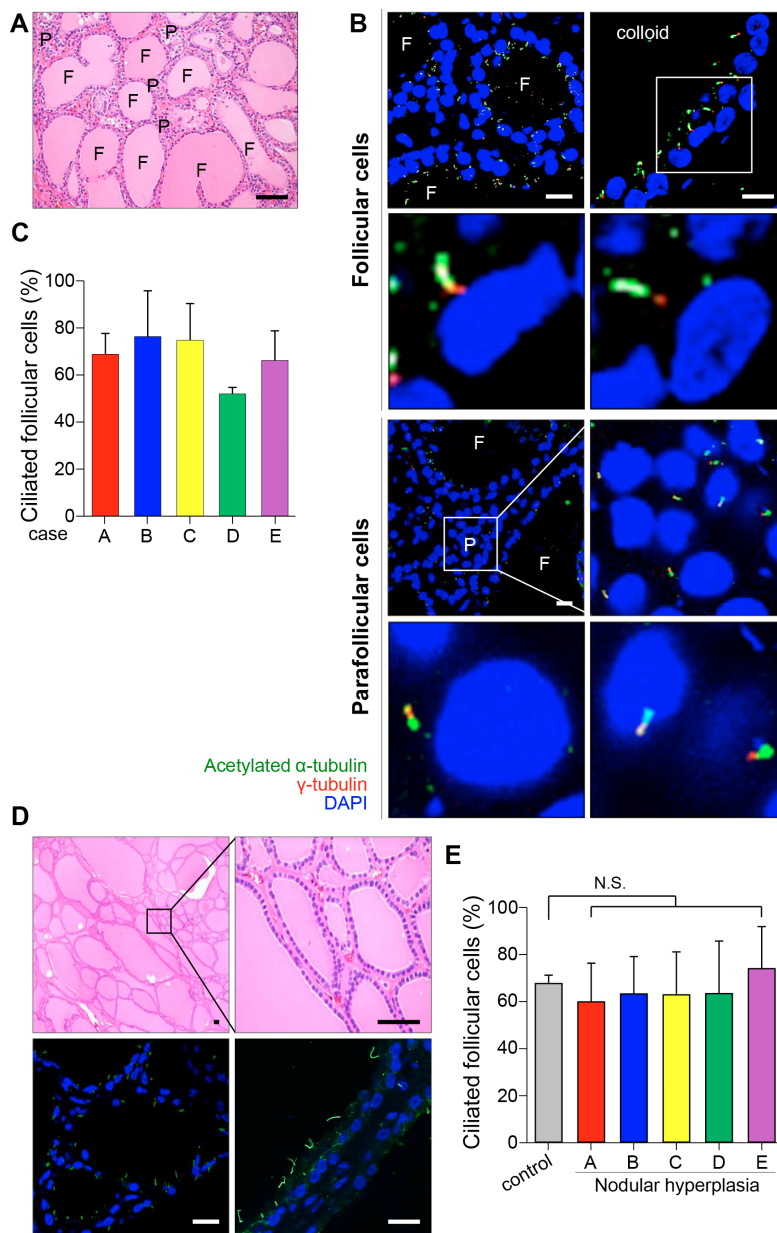 A
P
P
F
F
F
P
F
F
P
F
F
F
F
B
Follicular cells
F
F
F
colloid
C
Ciliated follicular cells (%)
100
80
60
40
20
0
case
A
B
C
D
E
Parafollicular cells
F
P
F
Acetylated α-tubulin
γ-tubulin
DAPI
D
E
Ciliated follicular cells (%)
N.S.
100
80
60
40
20
0
control
A
B
C
D
E
Nodular hyperplasia